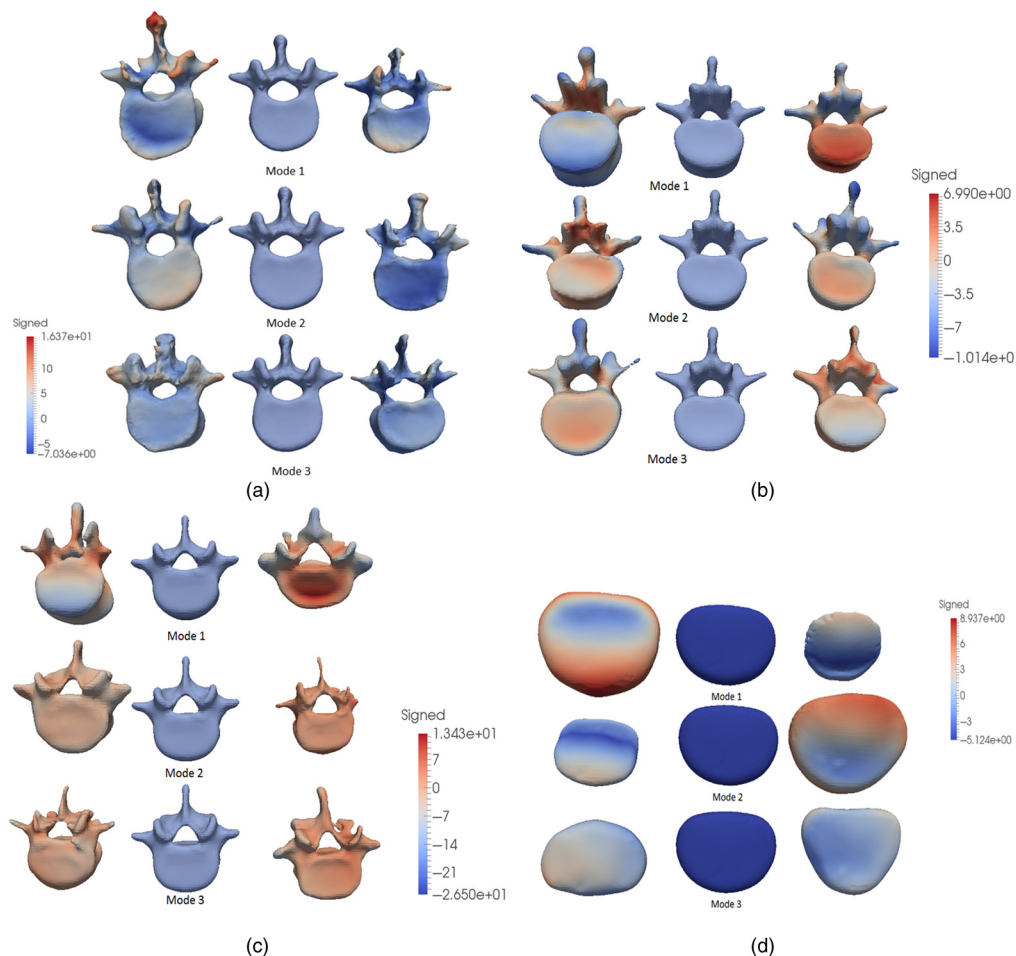 Mode 1
Mode 2
Signed
1.637e+01
10
5
0
−5
−7.036e+00
Mode 3
(a)
Mode 1
Mode 2
Mode 3
Signed
6.990e+00
3.5
0
−3.5
−7
−1.014e+0
(b)
Mode 1
Mode 2
Mode 3
Signed
1.343e+01
7
0
−7
−14
−21
−2.650e+01
(c)
Mode 1
Mode 2
Mode 3
Signed
8.937e+00
6
3
0
−3
−5.124e+00
(d)